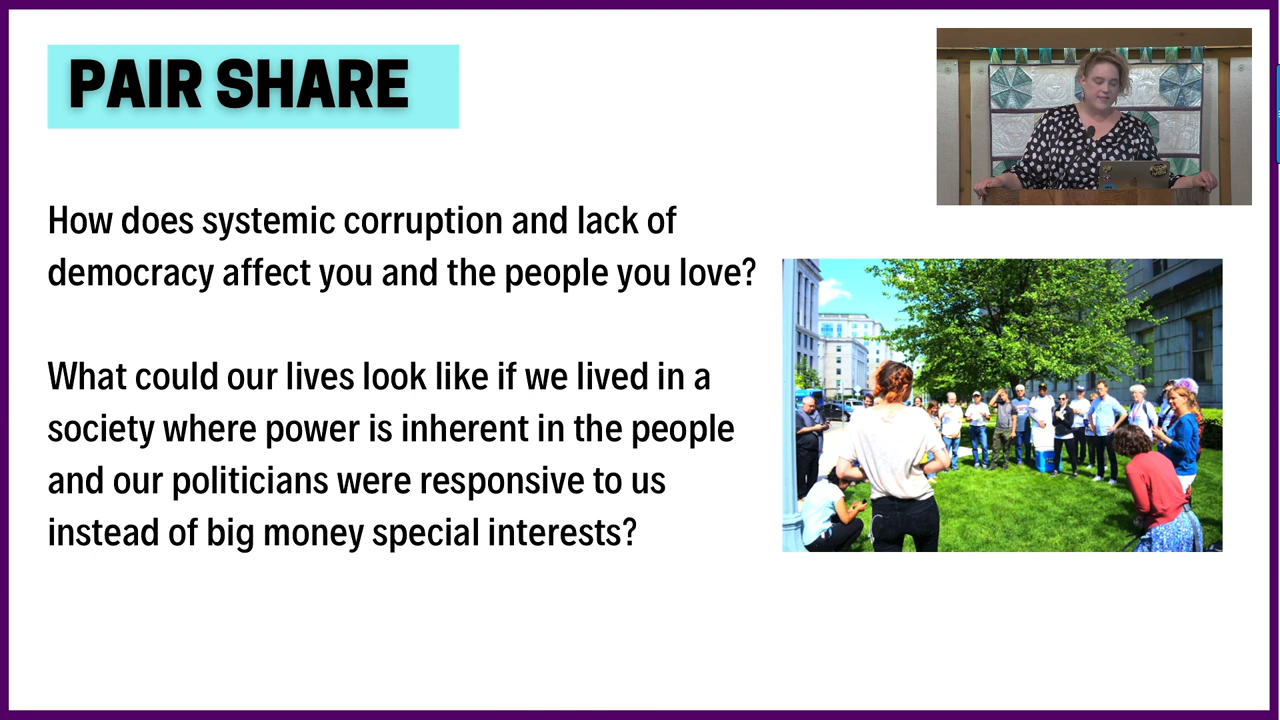 PAIR SHARE
How does systemic corruption and lack of
democracy affect you and the people you love?
What could our lives look like if we lived in a
society where power is inherent in the people
and our politicians were responsive to us
instead of big money special interests?